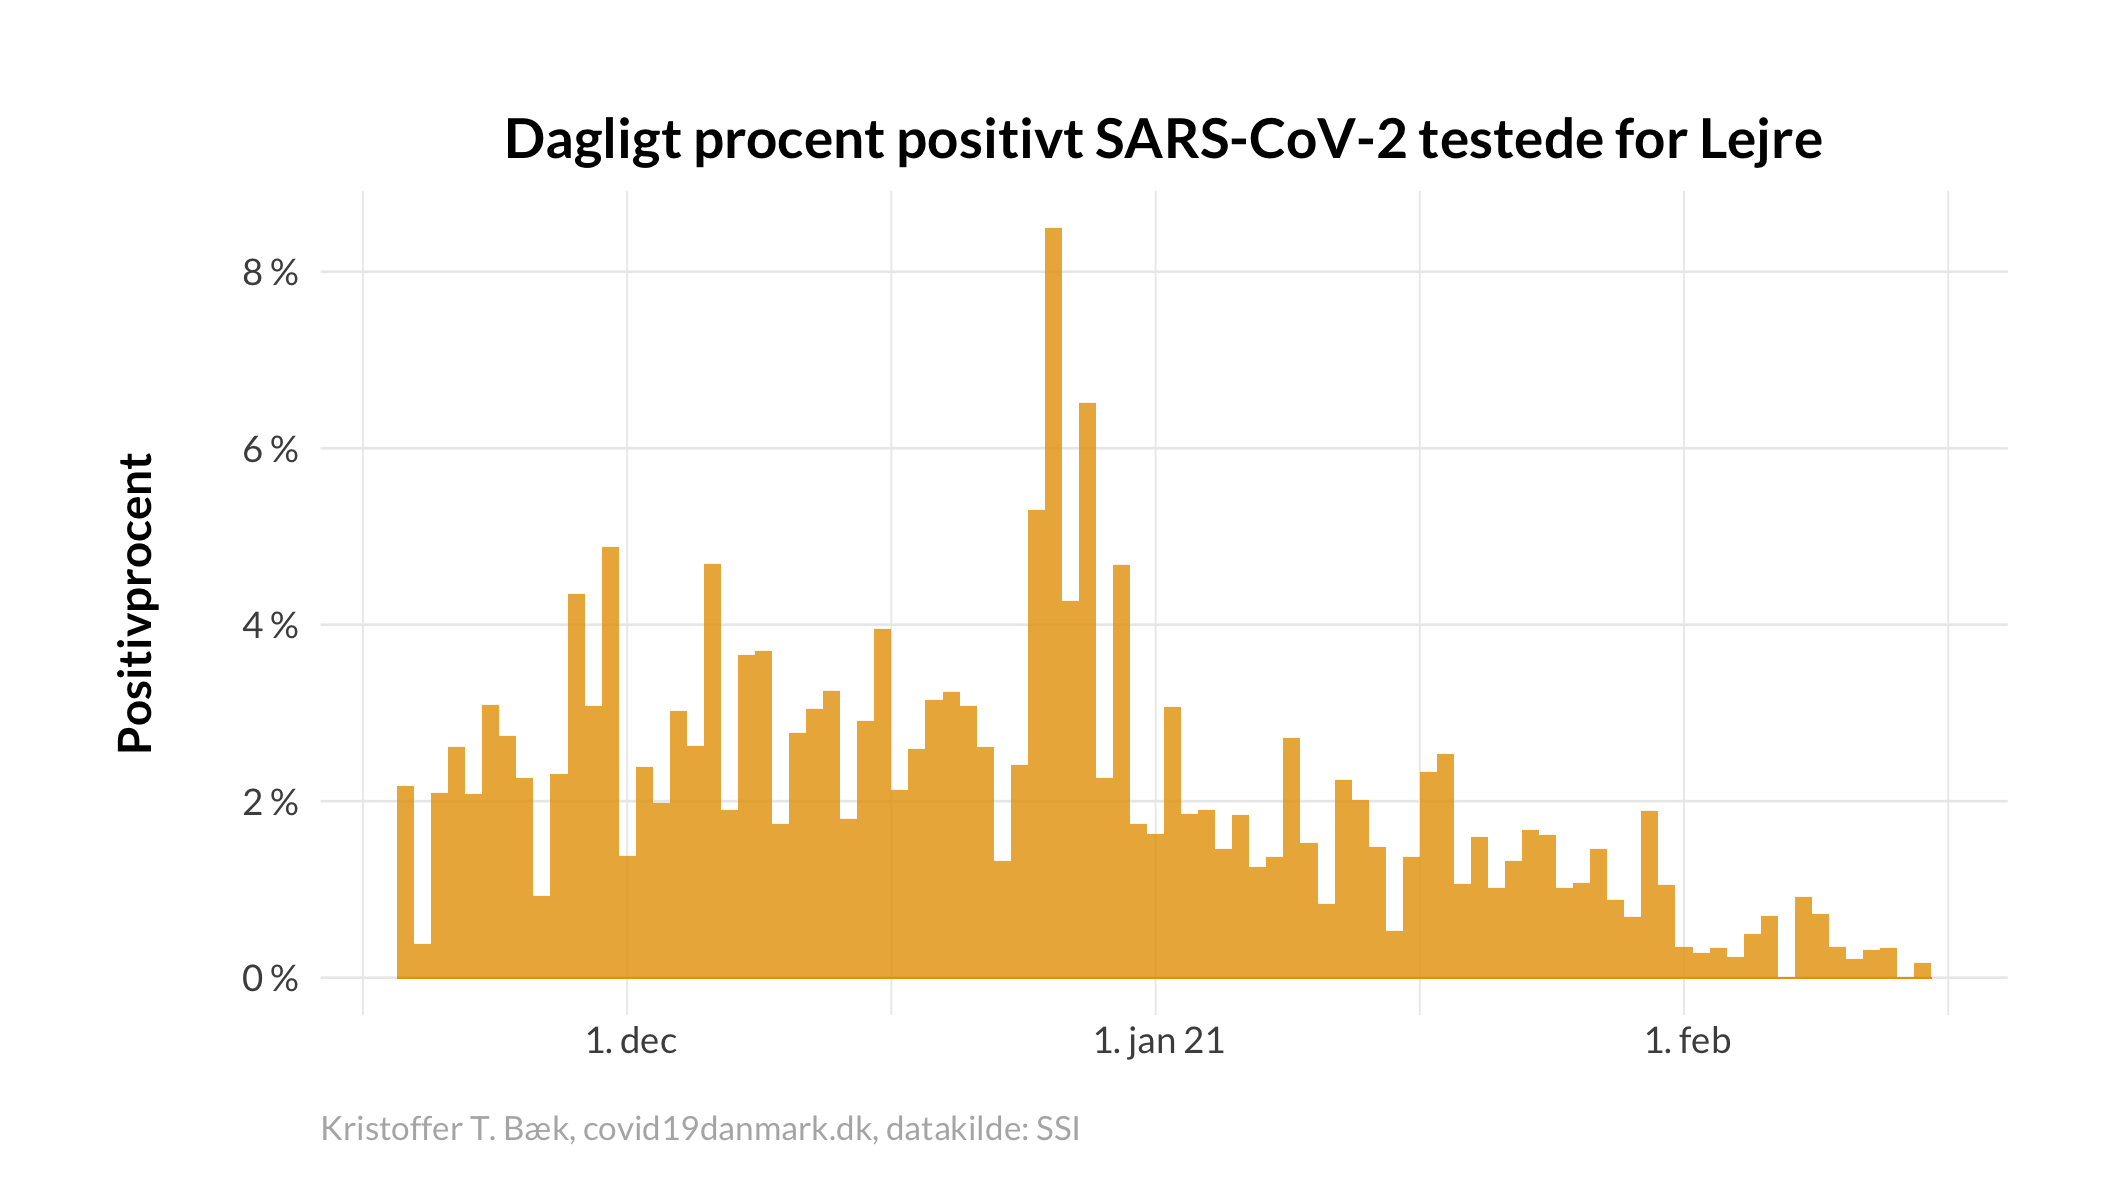 Dagligt procent positivt SARS-CoV-2 testede for Lejre
Positivprocent
8 %
6 %
4 %
2 %
0 %
1. dec
1. jan 21
1. feb
Kristoffer T. Bæk, covid19danmark.dk, datakilde: SSI